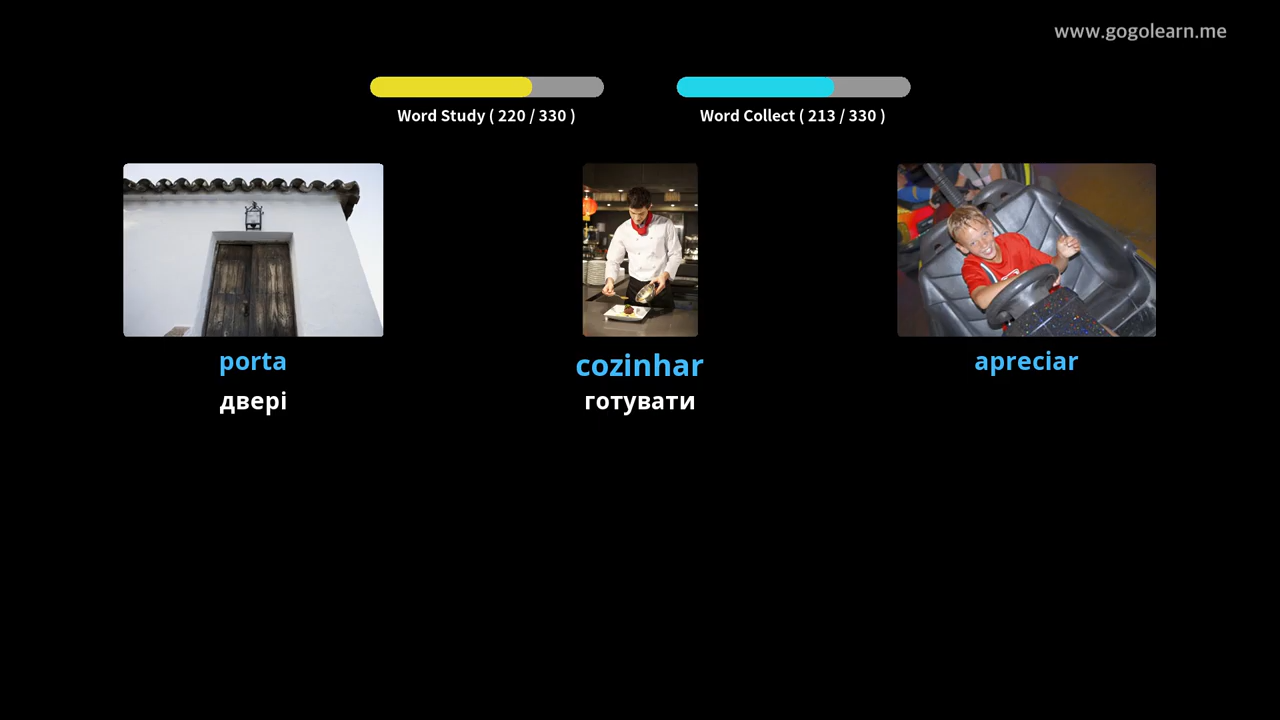 www.gogolearn.me
Word Study ( 220 / 330 )
Word Collect ( 213 / 330 )
porta
cozinhar
apreciar
двері
готувати